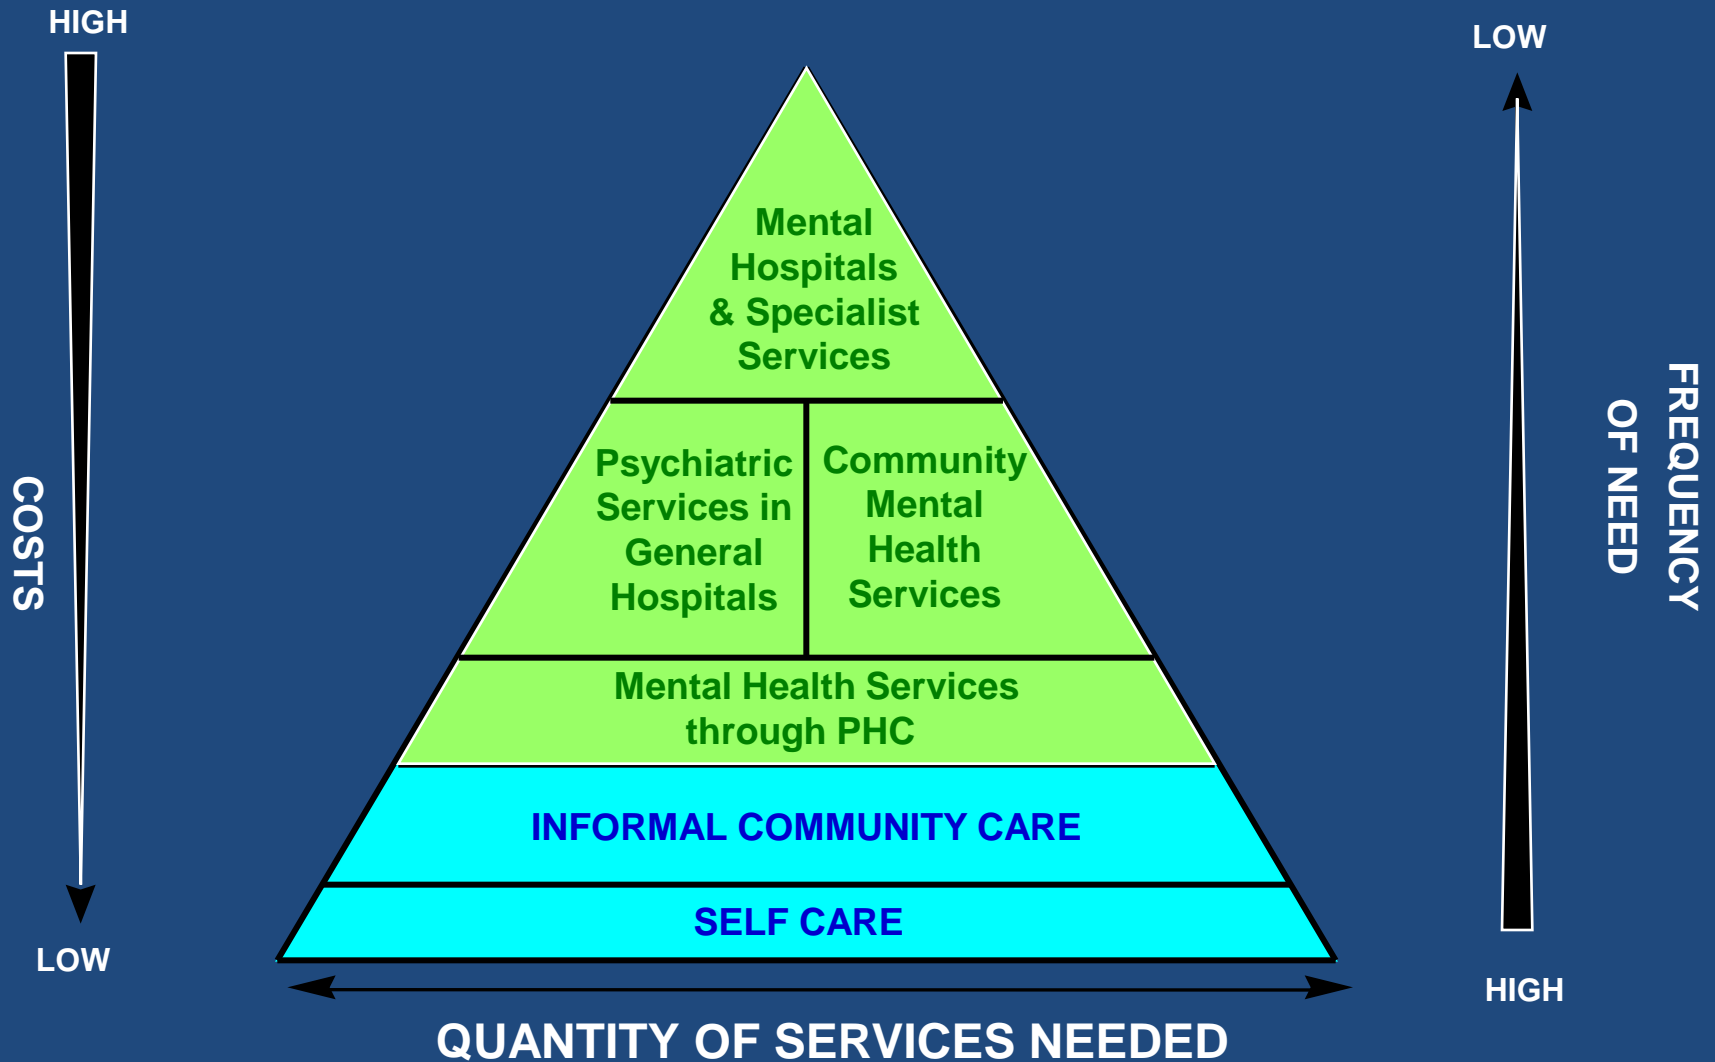 HIGH
LOW
Mental
Hospitals
& Specialist
Services
Psychiatric
Services in
General
Hospitals
Community
Mental
Health
Services
Mental Health Services
through PHC
INFORMAL COMMUNITY CARE
SELF CARE
COSTS
FREQUENCY
OF NEED
LOW
HIGH
QUANTITY OF SERVICES NEEDED